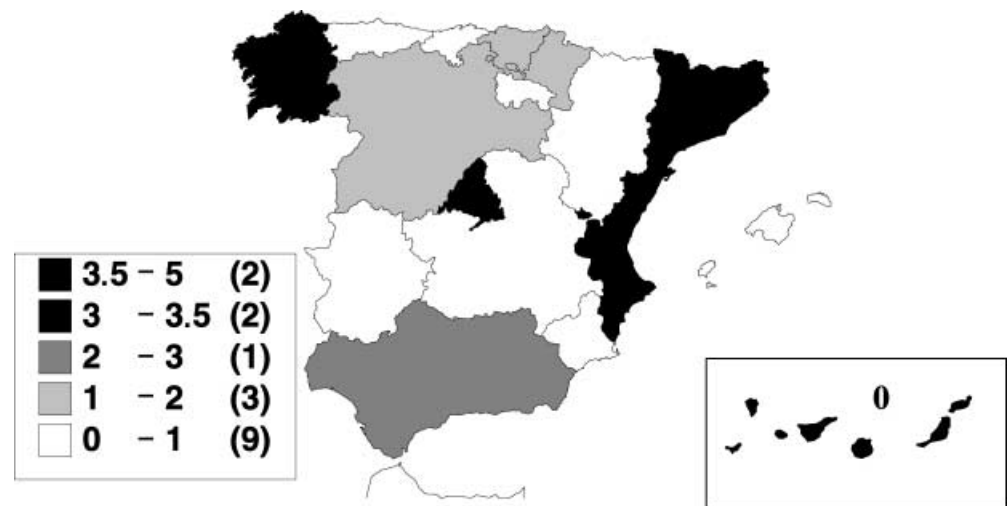 3.5 – 5 (2)
3 – 3.5 (2)
2 – 3 (1)
1 – 2 (3)
0 – 1 (9)
0